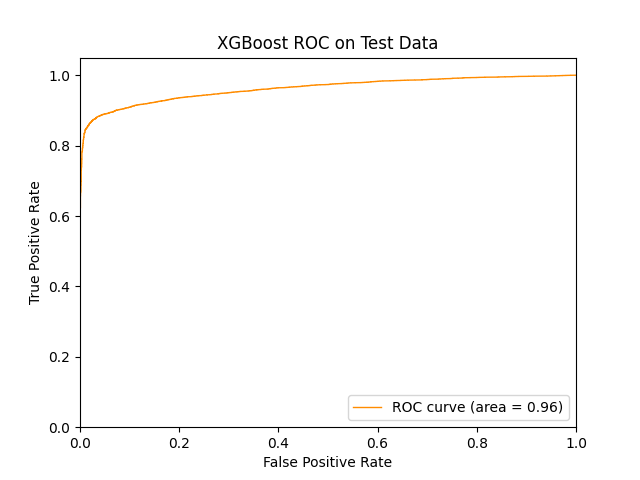 XGBoost ROC on Test Data
1.0
0.8
0.6
0.4
0.2
0.0
True Positive Rate
ROC curve (area = 0.96)
0.0 0.2 0.4 0.6 0.8 1.0
False Positive Rate